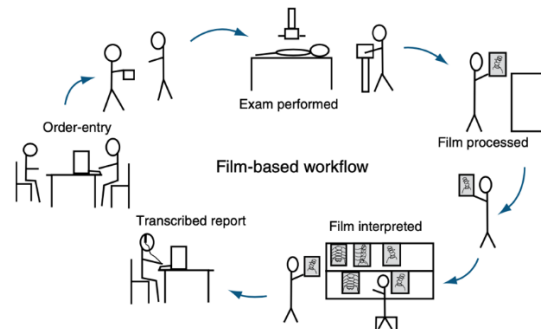 Exam performed
Order-entry
Film processed
Film-based workflow
Transcribed report
Film interpreted